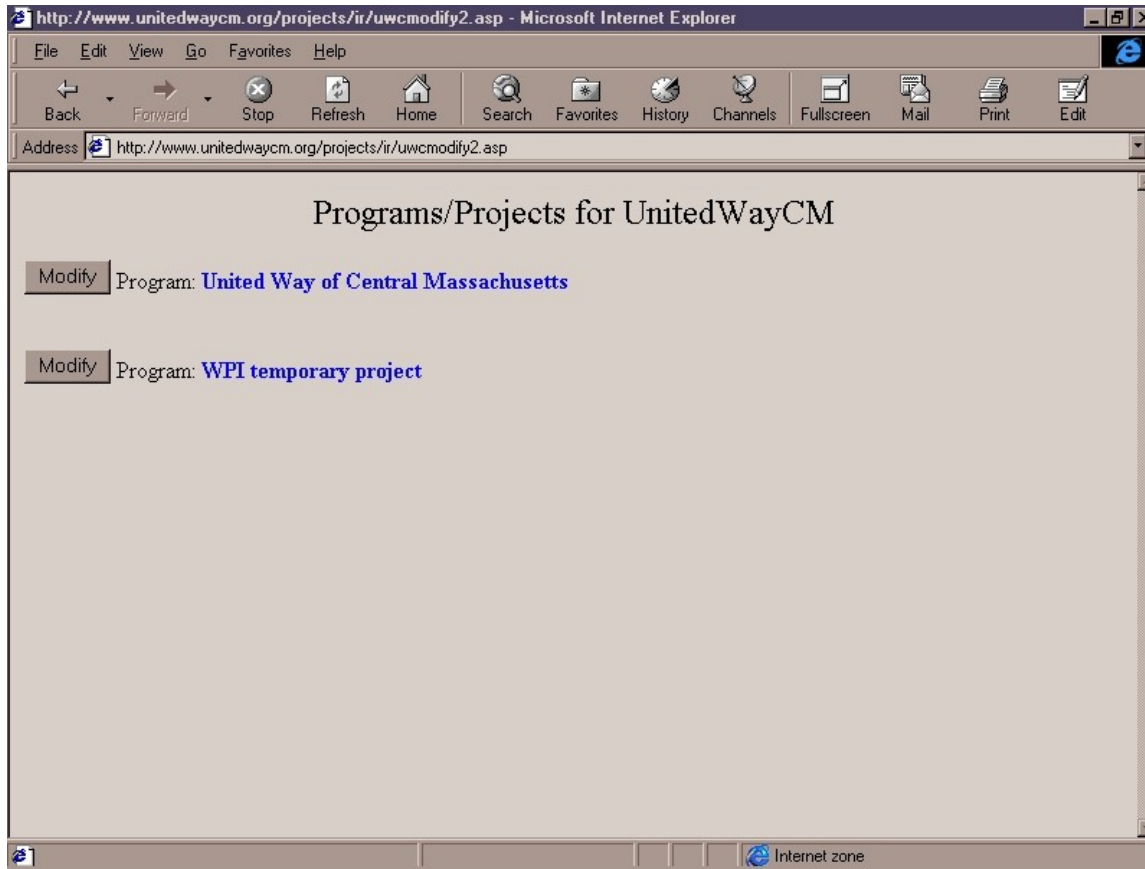 http://www.unitedwaycm.org/projects/ir/uwcmodify2.asp - Microsoft Internet Explorer
File Edit View Go Favorites Help
Back Forward Stop Refresh Home Search Favorites History Channels Fullscreen Mail Print Edit
Address http://www.unitedwaycm.org/projects/ir/uwcmodify2.asp
Programs/Projects for UnitedWayCM
Modify Program: United Way of Central Massachusetts
Modify Program: WPI temporary project
Internet zone